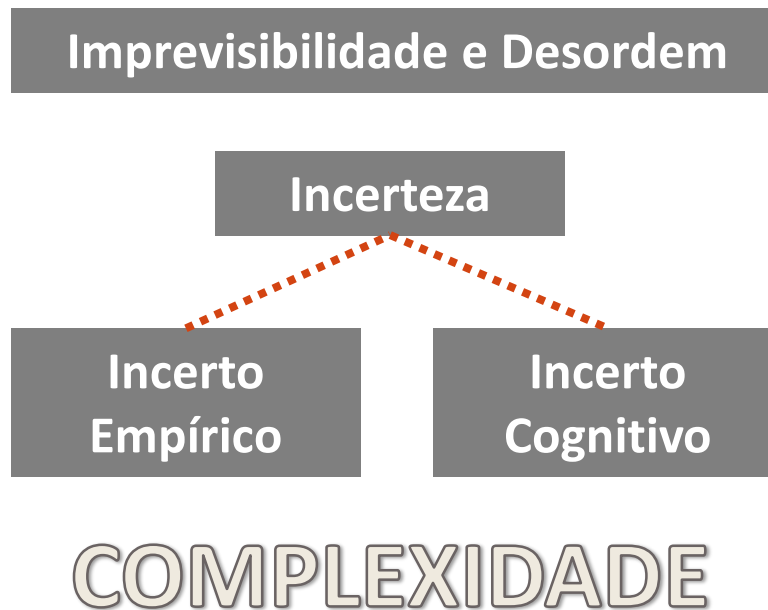 Imprevisibilidade e Desordem
Incerteza
Incerto
Empírico
Incerto
Cognitivo
COMPLEXIDADE